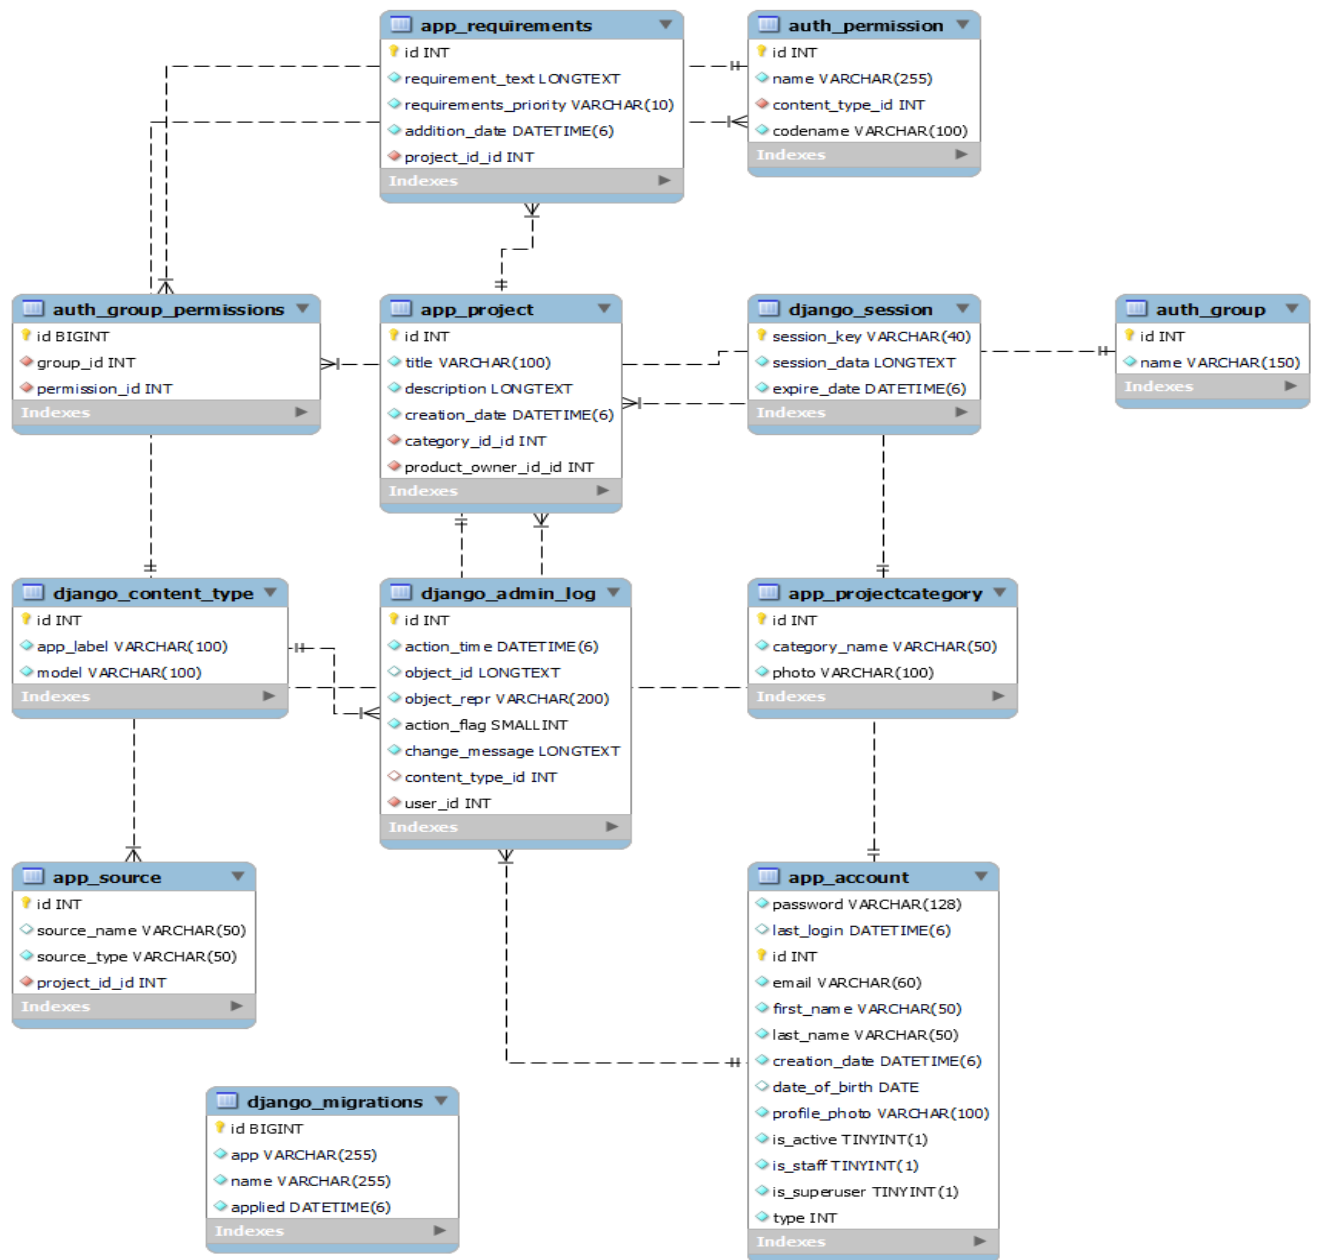 app_requirements
id INT
requirement_text LONGTEXT
requirements_priority VARCHAR(10)
addition_date DATETIME(6)
project_id_id INT
Indexes
auth_permission
id INT
name VARCHAR(255)
content_type_id INT
codename VARCHAR(100)
Indexes
auth_group_permissions
id BIGINT
group_id INT
permission_id INT
Indexes
app_project
id INT
title VARCHAR(100)
description LONGTEXT
creation_date DATETIME(6)
category_id_id INT
product_owner_id_id INT
Indexes
django_session
session_key VARCHAR(40)
session_data LONGTEXT
expire_date DATETIME(6)
Indexes
auth_group
id INT
name VARCHAR(150)
Indexes
django_content_type
id INT
app_label VARCHAR(100)
model VARCHAR(100)
Indexes
django_admin_log
id INT
action_time DATETIME(6)
object_id LONGTEXT
object_repr VARCHAR(200)
action_flag SMALLINT
change_message LONGTEXT
content_type_id INT
user_id INT
Indexes
app_projectcategory
id INT
category_name VARCHAR(50)
photo VARCHAR(100)
Indexes
app_source
id INT
source_name VARCHAR(50)
source_type VARCHAR(50)
project_id_id INT
Indexes
app_account
password VARCHAR(128)
last_login DATETIME(6)
id INT
email VARCHAR(60)
first_name VARCHAR(50)
last_name VARCHAR(50)
creation_date DATETIME(6)
date_of_birth DATE
profile_photo VARCHAR(100)
is_active TINYINT(1)
is_staff TINYINT(1)
is_superuser TINYINT(1)
type INT
Indexes
django_migrations
id BIGINT
app VARCHAR(255)
name VARCHAR(255)
applied DATETIME(6)
Indexes